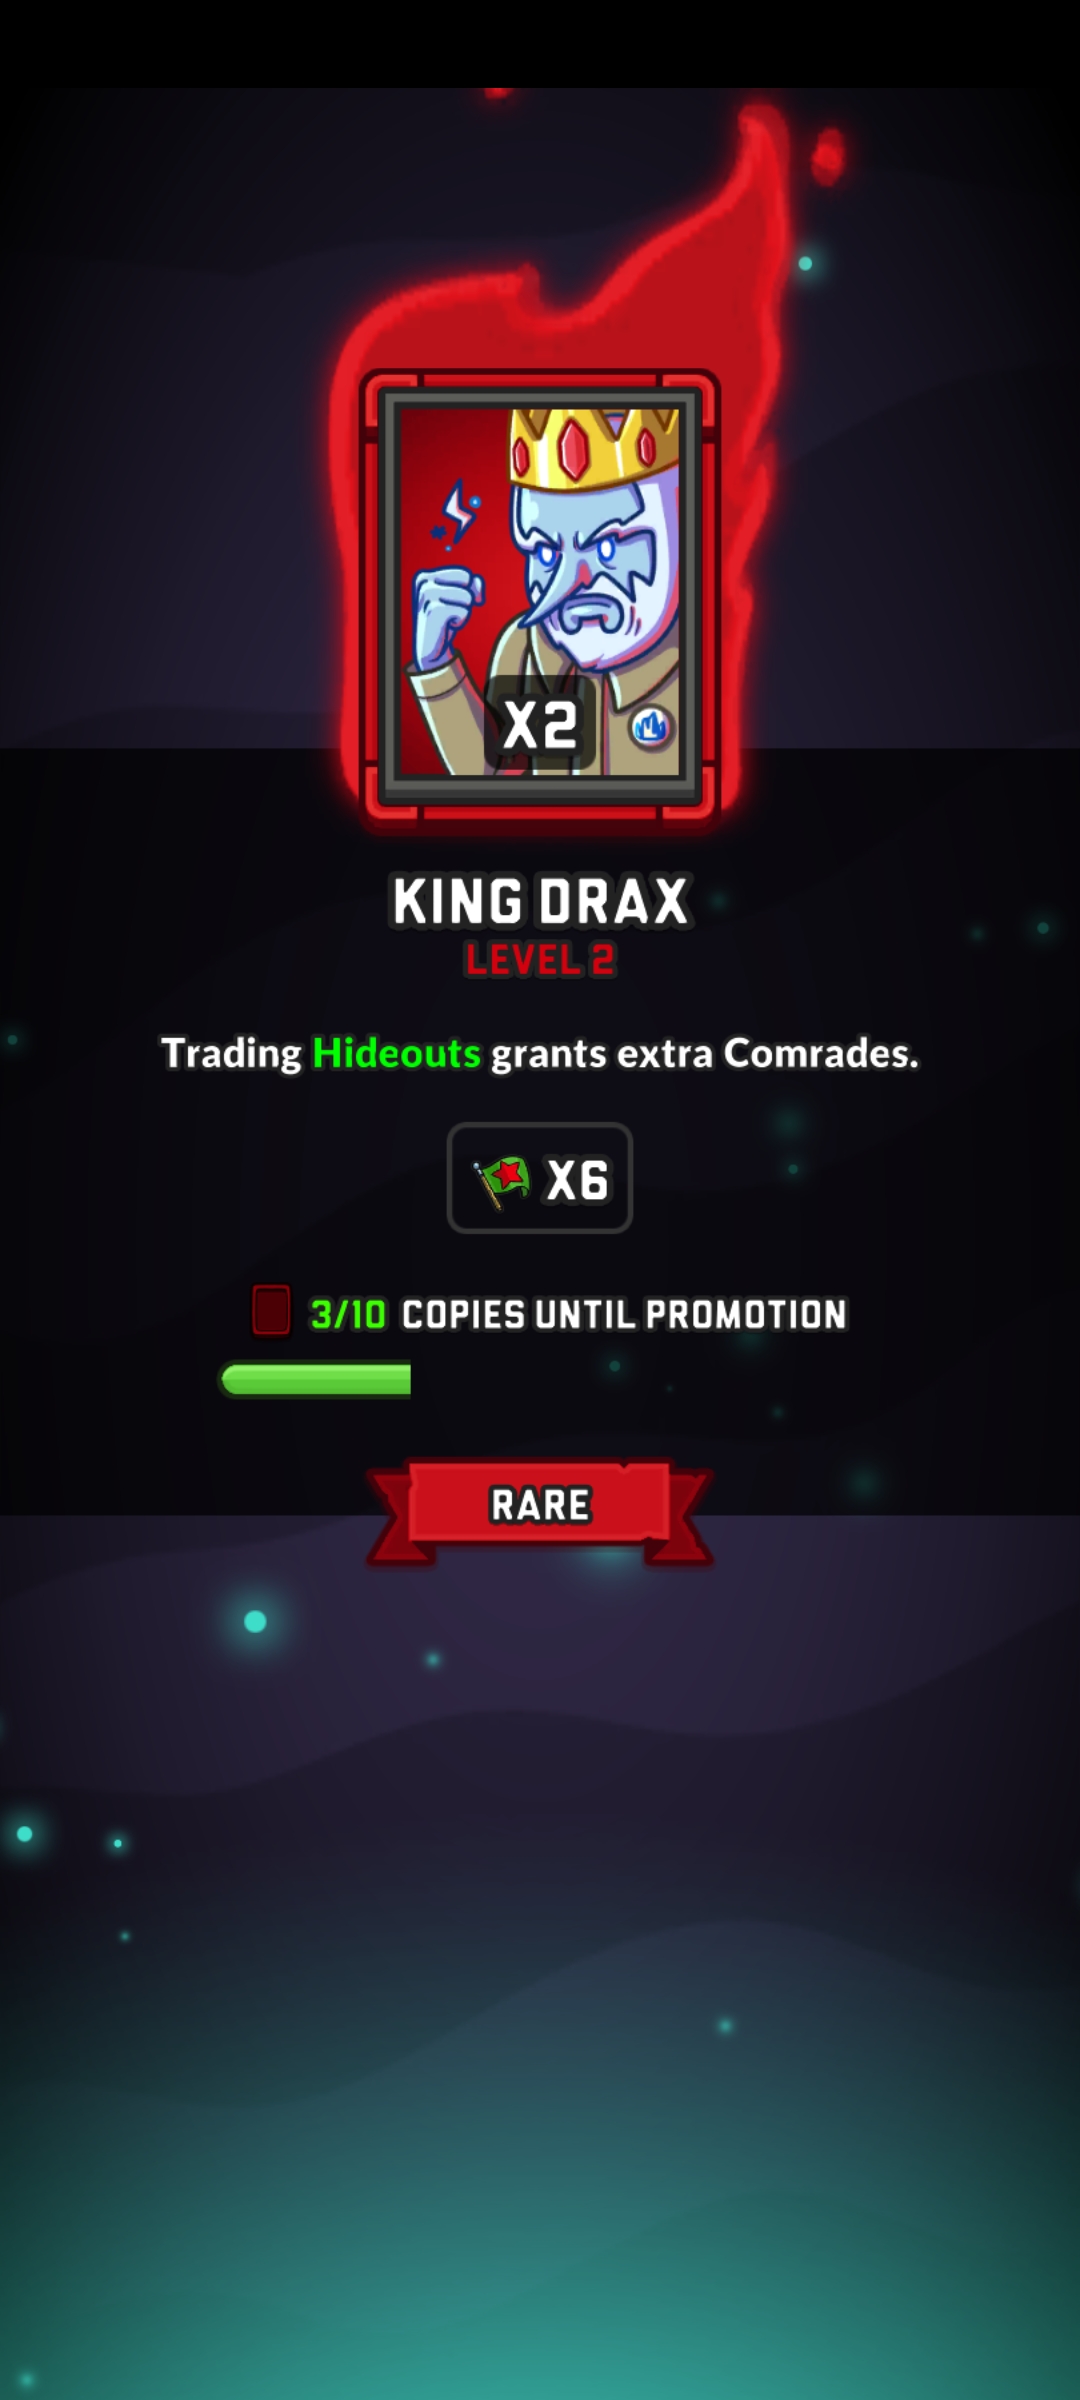 X2
KING DRAX
LEVEL 2
Trading Hideouts grants extra Comrades.
X6
3/10 COPIES UNTIL PROMOTION
RARE